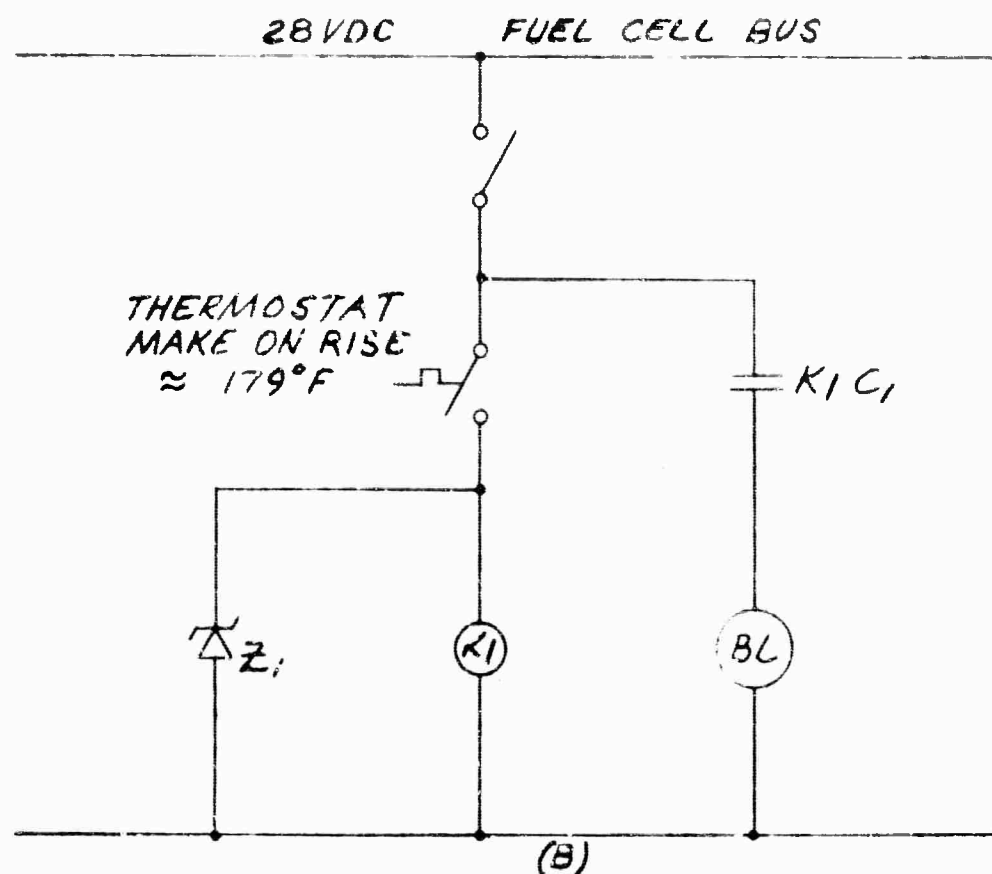 28VDC FUEL CELL BUS
THERMOSTAT
MAKE ON RISE
≈ 179°F
K1 C1
Z1
K1
BL
(B)